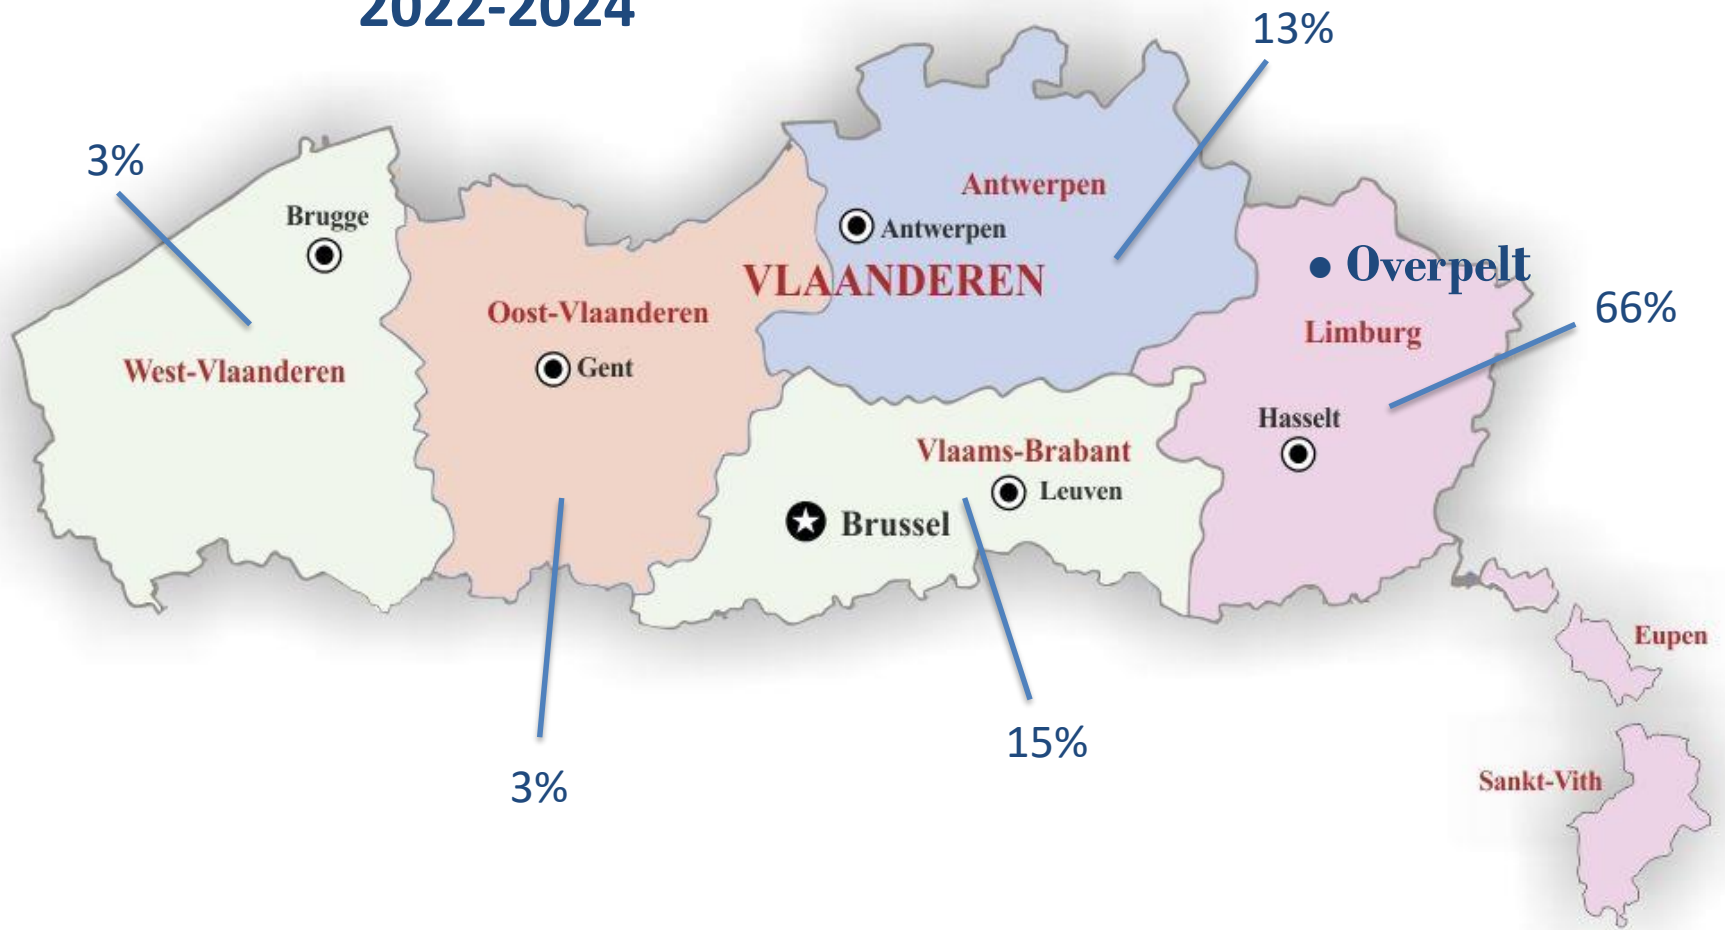 2022-2024
13%
3%
Antwerpen
Brugge
Antwerpen
• Overpelt
VLAANDEREN
66%
Oost-Vlaanderen
Limburg
West-Vlaanderen
Gent
Hasselt
Vlaams-Brabant
Leuven
Brussel
Eupen
15%
Sankt-Vith
3%